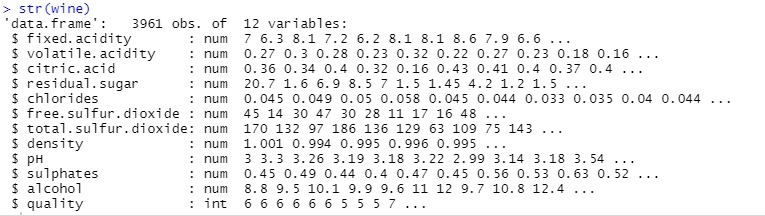 > str(wine)
'data.frame':   3961 obs. of  12 variables:
 $ fixed.acidity       : num  7 6.3 8.1 7.2 6.2 8.1 8.1 8.6 7.9 6.6 ...
 $ volatile.acidity    : num  0.27 0.3 0.28 0.23 0.32 0.22 0.27 0.23 0.18 0.16 ...
 $ citric.acid         : num  0.36 0.34 0.4 0.32 0.16 0.43 0.41 0.4 0.37 0.4 ...
 $ residual.sugar      : num  20.7 1.6 6.9 8.5 7 1.5 1.45 4.2 1.2 1.5 ...
 $ chlorides           : num  0.045 0.049 0.05 0.058 0.045 0.044 0.033 0.035 0.04 0.044 ...
 $ free.sulfur.dioxide : num  45 14 30 47 30 28 11 17 16 48 ...
 $ total.sulfur.dioxide: num  170 132 97 186 136 129 63 109 75 143 ...
 $ density             : num  1.001 0.994 0.995 0.996 0.995 ...
 $ pH                  : num  3 3.3 3.26 3.19 3.18 3.22 2.99 3.14 3.18 3.54 ...
 $ sulphates           : num  0.45 0.49 0.44 0.4 0.47 0.45 0.56 0.53 0.63 0.52 ...
 $ alcohol             : num  8.8 9.5 10.1 9.9 9.6 11 12 9.7 10.8 12.4 ...
 $ quality             : int  6 6 6 6 6 6 5 5 5 7 ...